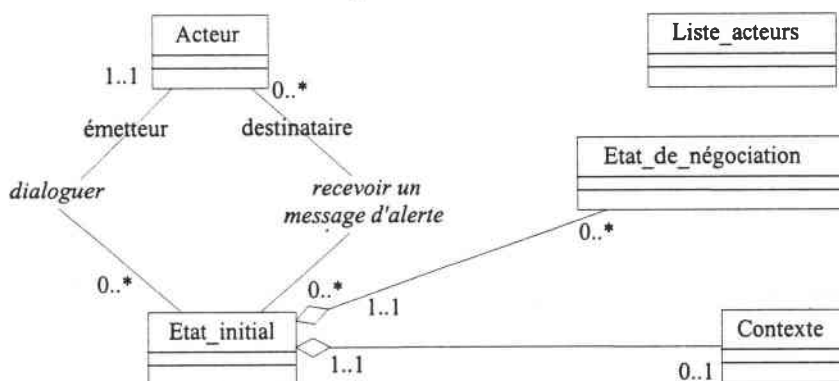 Acteur
Liste_acteurs
1..1
0..*
émetteur
destinataire
Etat_de_négociation
dialoguer
recevoir un
message d'alerte
0..*
0..*
0..*
1..1
Etat_initial
Contexte
1..1
0..1